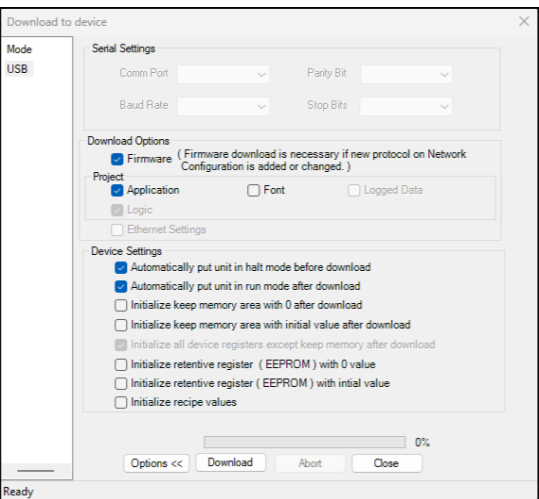 Download to device
Mode
USB
Serial Settings
Comm Port
Parity Bit
Baud Rate
Stop Bits
Download Options
Firmware ( Firmware download is necessary if new protocol on Network
Configuration is added or changed. )
Project
Application
Font
Logged Data
Logic
Ethernet Settings
Device Settings
Automatically put unit in halt mode before download
Automatically put unit in run mode after download
Initialize keep memory area with 0 after download
Initialize keep memory area with initial value after download
Initialize all device registers except keep memory after download
Initialize retentive register ( EEPROM ) with 0 value
Initialize retentive register ( EEPROM ) with intial value
Initialize recipe values
0%
Options <<
Download
Abort
Close
Ready